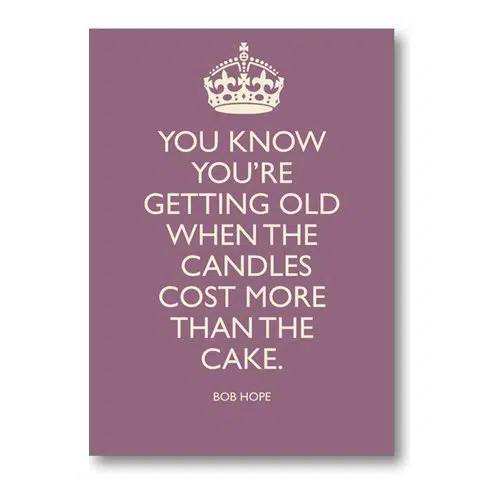 YOU KNOW
YOU'RE
GETTING OLD
WHEN THE
CANDLES
COST MORE
THAN THE
CAKE.
BOB HOPE